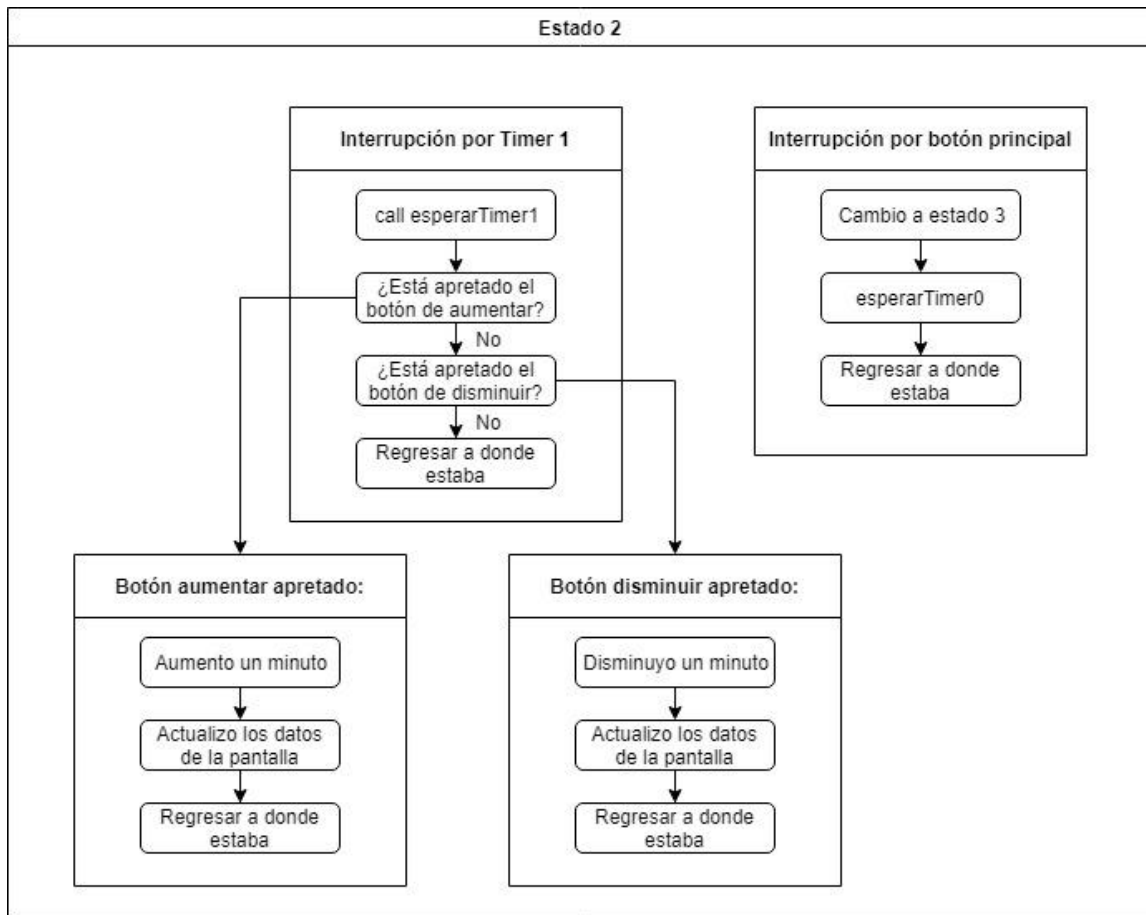 Estado 2
Interrupción por Timer 1
call esperarTimer1
¿Está apretado el
botón de aumentar?
No
¿Está apretado el
botón de disminuir?
No
Regresar a donde
estaba
Interrupción por botón principal
Cambio a estado 3
esperarTimer0
Regresar a donde
estaba
Botón aumentar apretado:
Aumento un minuto
Actualizo los datos
de la pantalla
Regresar a donde
estaba
Botón disminuir apretado:
Disminuyo un minuto
Actualizo los datos
de la pantalla
Regresar a donde
estaba